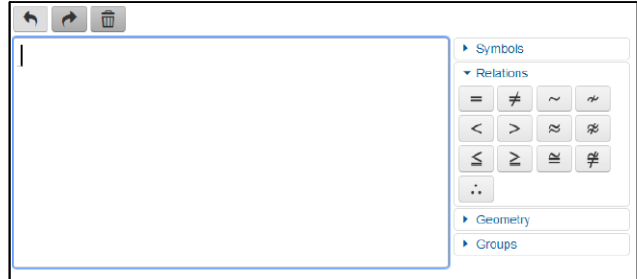 Symbols
Relations
= ≠ ~ ≁
< > ≈ ≉
≦ ≧ ≅ ≇
∴
Geometry
Groups